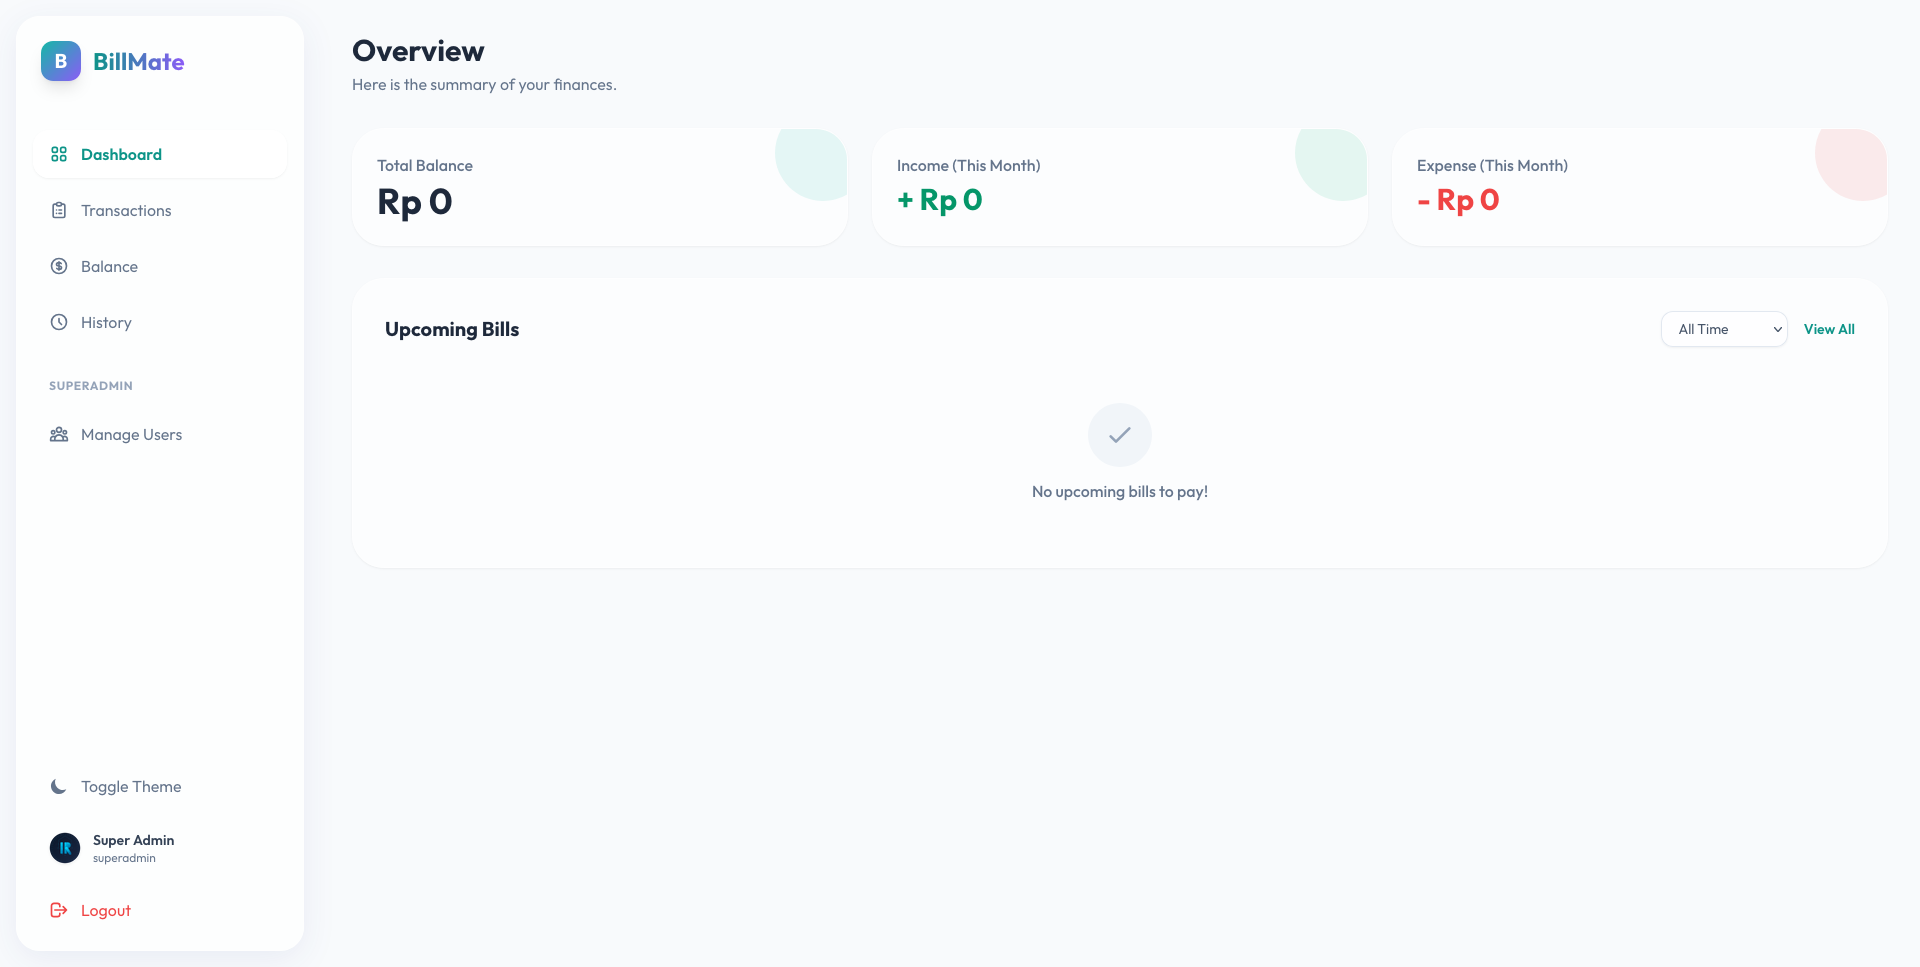 B
BillMate
Dashboard
Transactions
Balance
History
SUPERADMIN
Manage Users
Toggle Theme
IR
Super Admin
superadmin
Logout
Overview
Here is the summary of your finances.
Total Balance
Rp 0
Income (This Month)
+ Rp 0
Expense (This Month)
- Rp 0
Upcoming Bills
All Time
View All
No upcoming bills to pay!